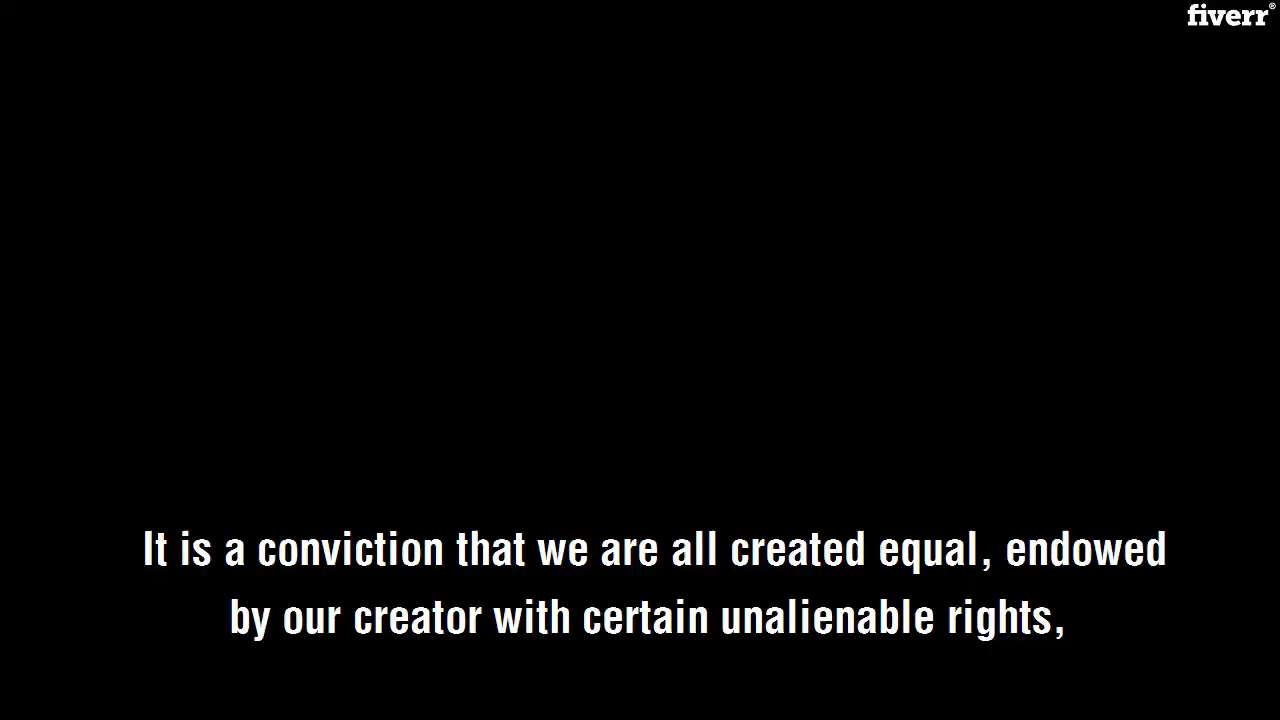 fiverr®
It is a conviction that we are all created equal, endowed
by our creator with certain unalienable rights,